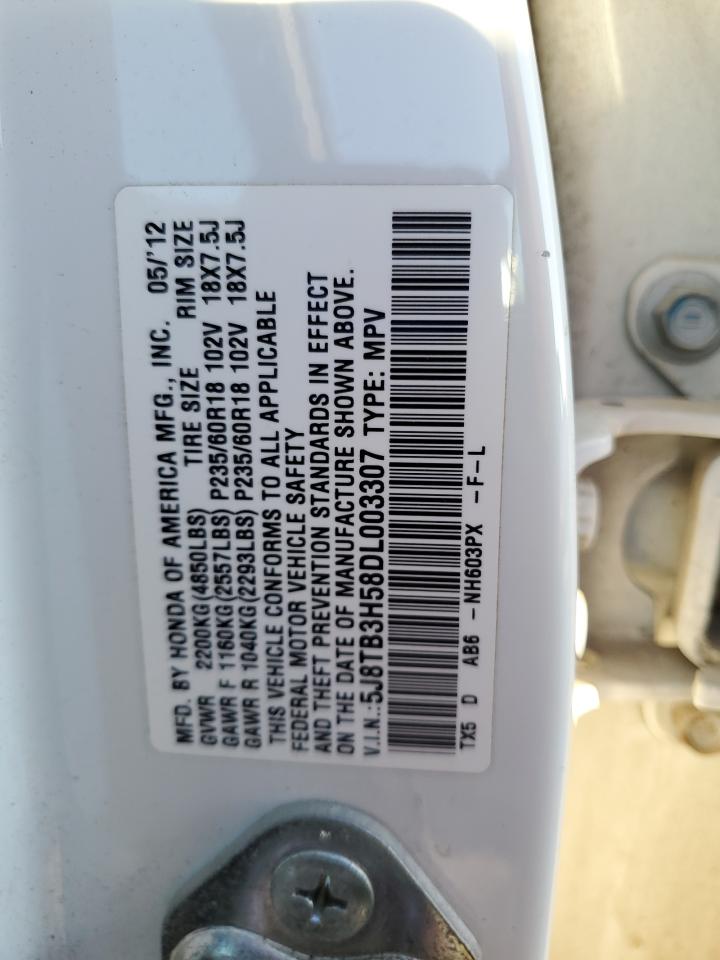 MFD. BY HONDA OF AMERICA MFG., INC. 05/'12
GVWR 2200KG(4850LBS) TIRE SIZE RIM SIZE
GAWR F 1160KG(2557LBS) P235/60R18 102V 18X7.5J
GAWR R 1040KG(2293LBS) P235/60R18 102V 18X7.5J
THIS VEHICLE CONFORMS TO ALL APPLICABLE
FEDERAL MOTOR VEHICLE SAFETY
AND THEFT PREVENTION STANDARDS IN EFFECT
ON THE DATE OF MANUFACTURE SHOWN ABOVE.
V.I.N.:5J8TB3H58DL003307 TYPE: MPV
TX5 D AB6 -NH603PX -F-L